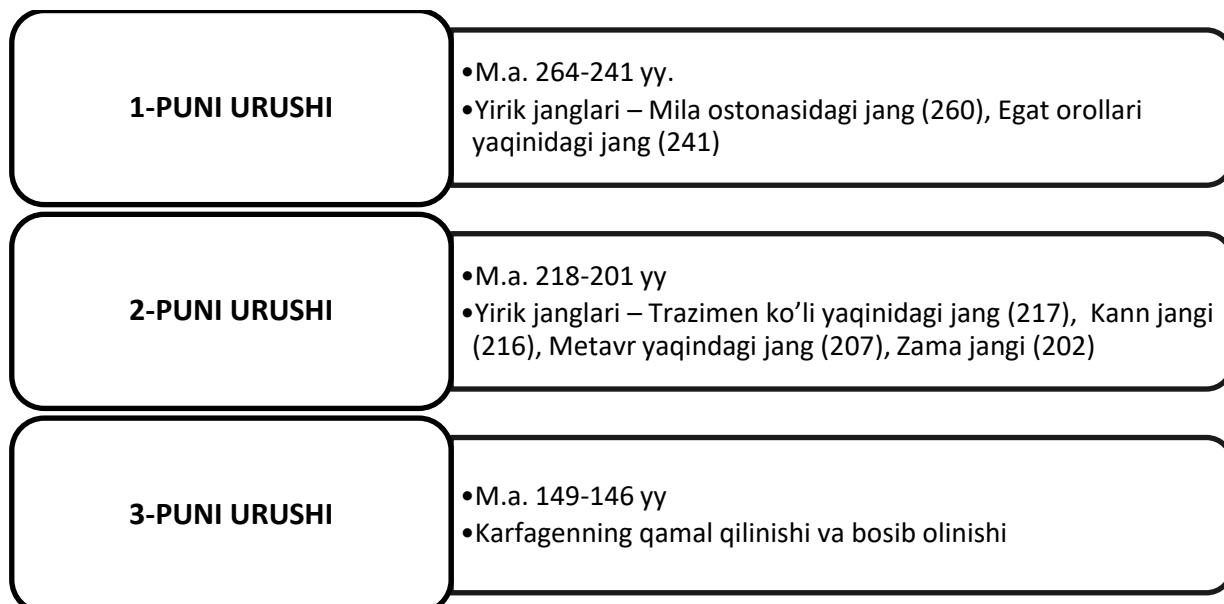 1-PUNI URUSHI
•M.a. 264-241 yy.
•Yirik janglari – Mila ostonasidagi jang (260), Egat orollari
yaqinidagi jang (241)
2-PUNI URUSHI
•M.a. 218-201 yy
•Yirik janglari – Trazimen ko’li yaqinidagi jang (217),  Kann jangi
(216), Metavr yaqindagi jang (207), Zama jangi (202)
3-PUNI URUSHI
•M.a. 149-146 yy
•Karfagenning qamal qilinishi va bosib olinishi